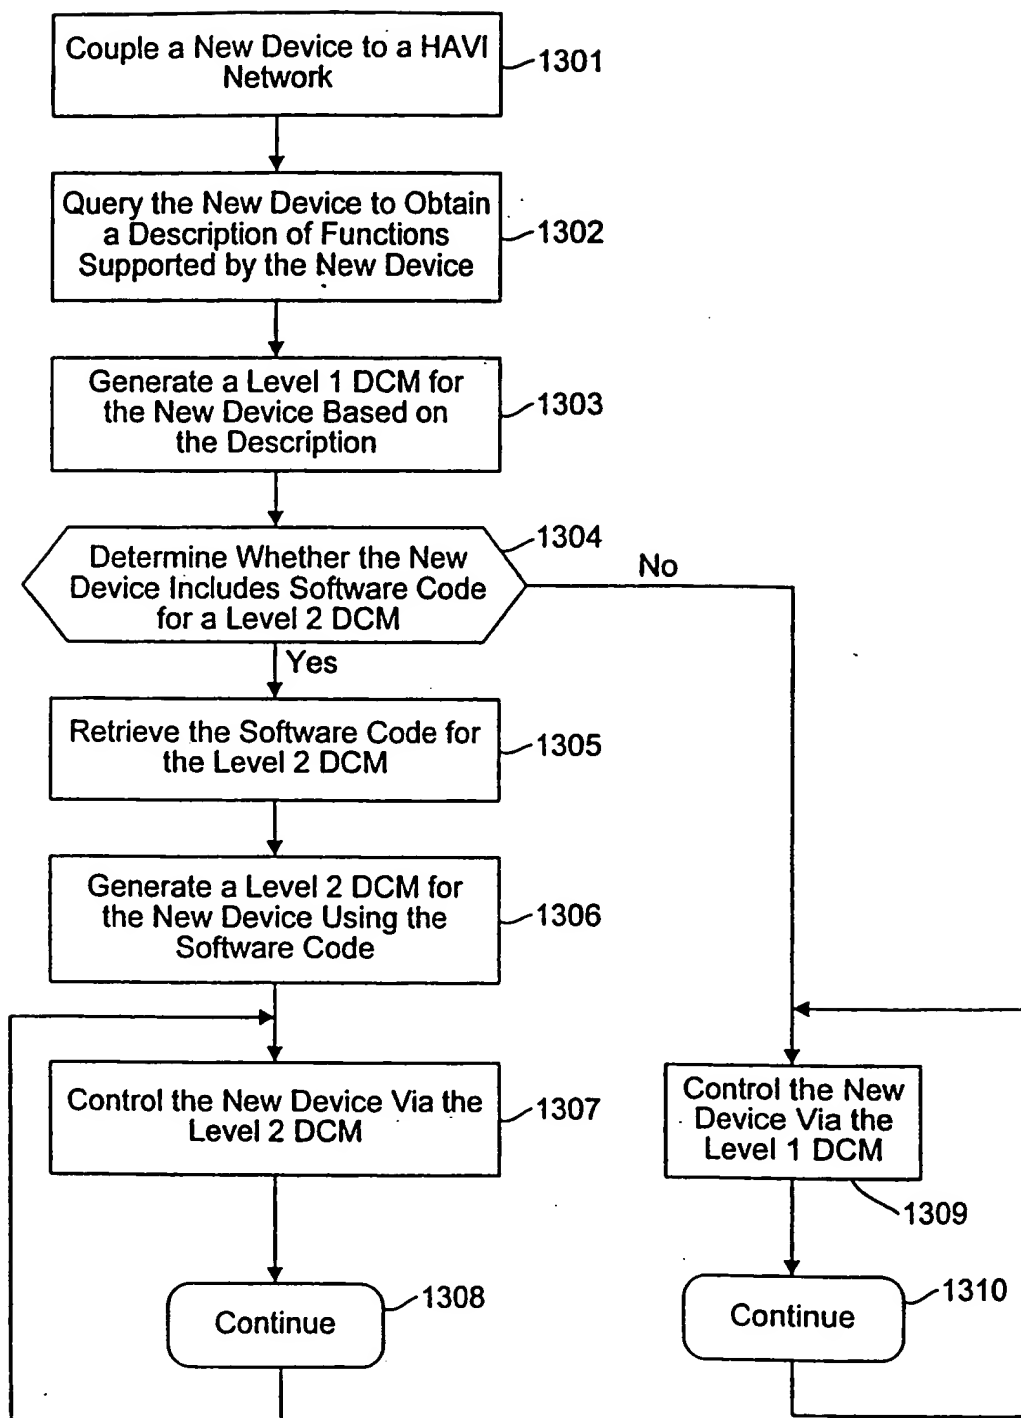 Couple a New Device to a HAVI
Network
1301
Query the New Device to Obtain
a Description of Functions
Supported by the New Device
1302
Generate a Level 1 DCM for
the New Device Based on
the Description
1303
Determine Whether the New
Device Includes Software Code
for a Level 2 DCM
1304
No
Yes
Retrieve the Software Code for
the Level 2 DCM
1305
Generate a Level 2 DCM for
the New Device Using the
Software Code
1306
Control the New Device Via the
Level 2 DCM
1307
Control the New
Device Via the
Level 1 DCM
1309
Continue
1308
Continue
1310